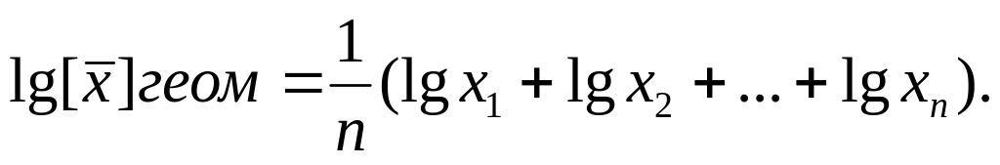 lg[x̅]геом = 1/n (lg x₁ + lg x₂ + ... + lg xₙ).